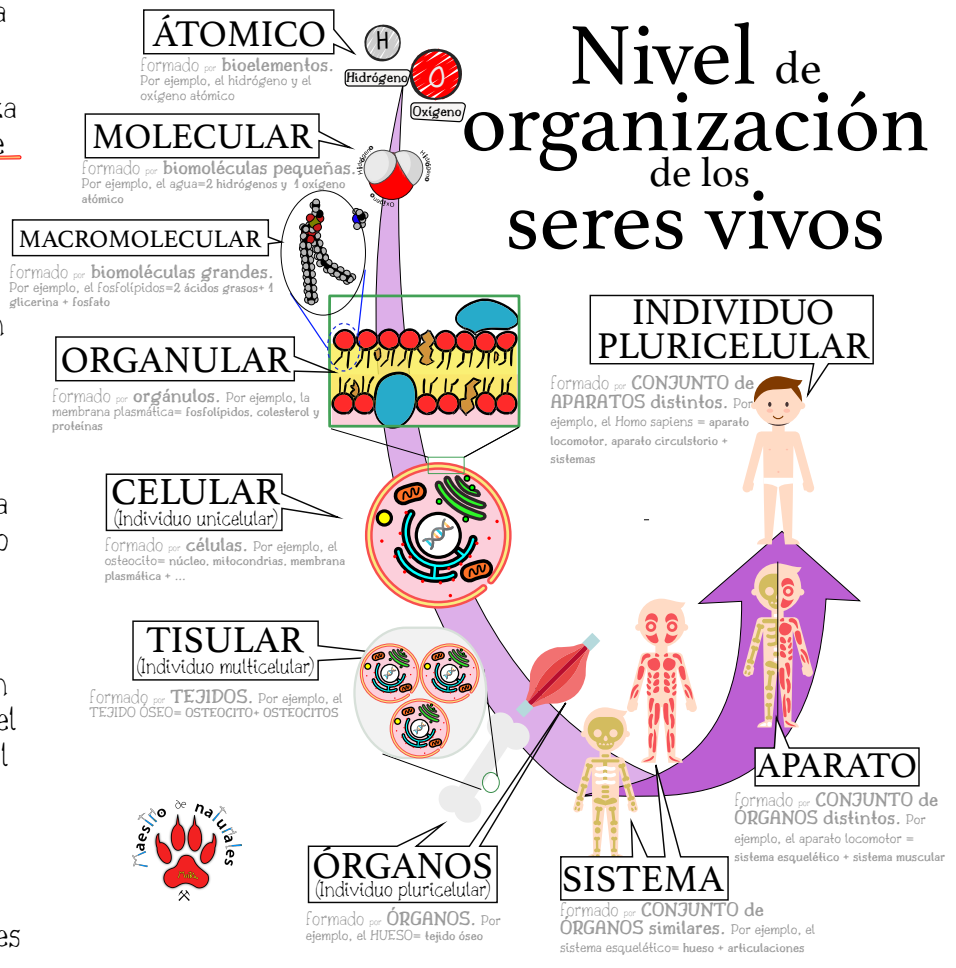 Nivel de
organización
de los
seres vivos
ÁTOMICO
formado por bioelementos.
Por ejemplo, el hidrógeno y el
oxígeno atómico
H
Hidrógeno
O
Oxígeno
MOLECULAR
formado por biomoléculas pequeñas.
Por ejemplo, el agua=2 hidrógenos y 1 oxígeno
atómico
Hidrógeno
Hidrógeno
Oxígeno
MACROMOLECULAR
formado por biomoléculas grandes.
Por ejemplo, el fosfolípidos=2 ácidos grasos+ 1
glicerina + fosfato
ORGANULAR
formado por orgánulos. Por ejemplo, la
membrana plasmática= fosfolípidos, colesterol y
proteínas
CELULAR
(Individuo unicelular)
formado por células. Por ejemplo, el
osteocito= núcleo, mitocondrias, membrana
plasmática + ...
TISULAR
(Individuo multicelular)
formado por TEJIDOS. Por ejemplo, el
TEJIDO ÓSEO= OSTEOCITO+ OSTEOCITOS
ÓRGANOS
(Individuo pluricelular)
formado por ÓRGANOS. Por
ejemplo, el HUESO= tejido óseo
SISTEMA
formado por CONJUNTO de
ÓRGANOS similares. Por ejemplo, el
sistema esquelético= hueso + articulaciones
APARATO
formado por CONJUNTO de
ÓRGANOS distintos. Por
ejemplo, el aparato locomotor =
sistema esquelético + sistema muscular
INDIVIDUO
PLURICELULAR
formado por CONJUNTO de
APARATOS distintos. Por
ejemplo, el Homo sapiens = aparato
locomotor, aparato circulstorio +
sistemas
-
Maestro de naturales